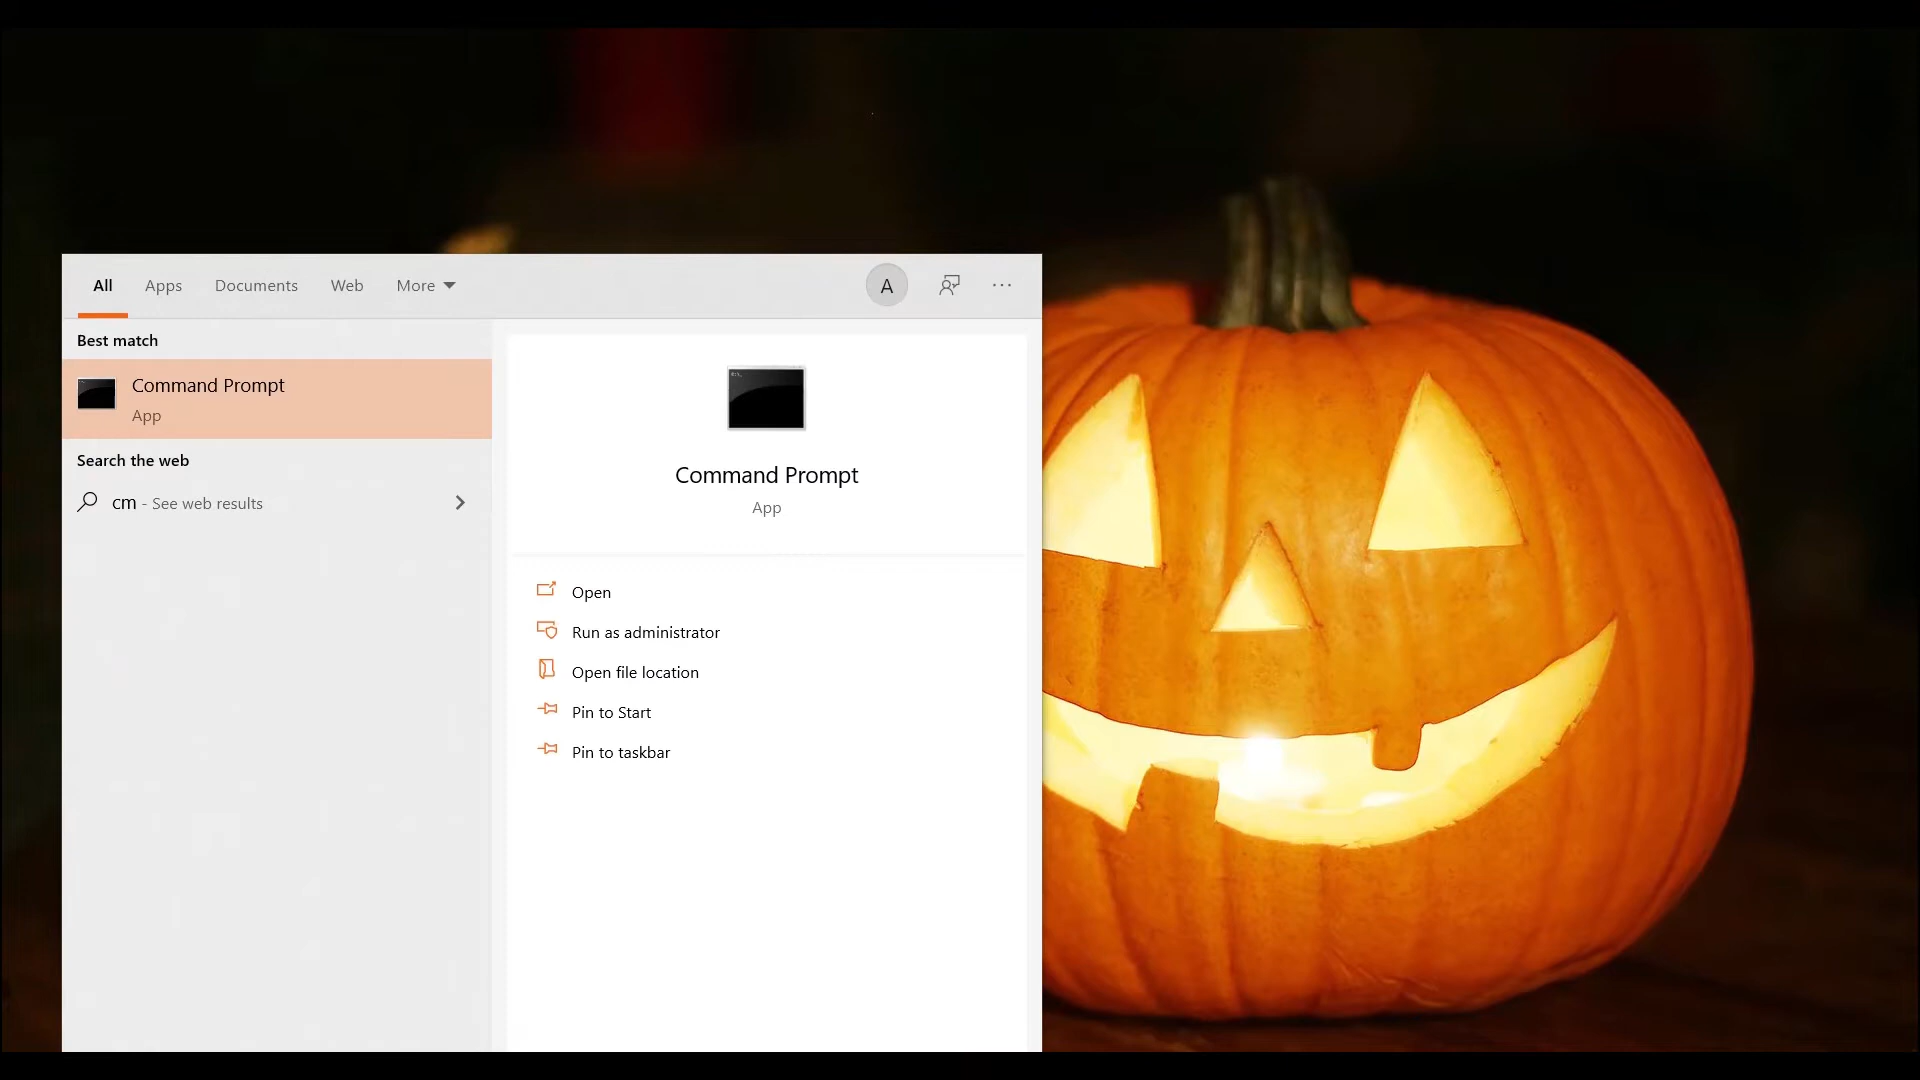 All Apps Documents Web More A ...
Best match
Command Prompt
App
Search the web
cm - See web results
Command Prompt
App
Open
Run as administrator
Open file location
Pin to Start
Pin to taskbar